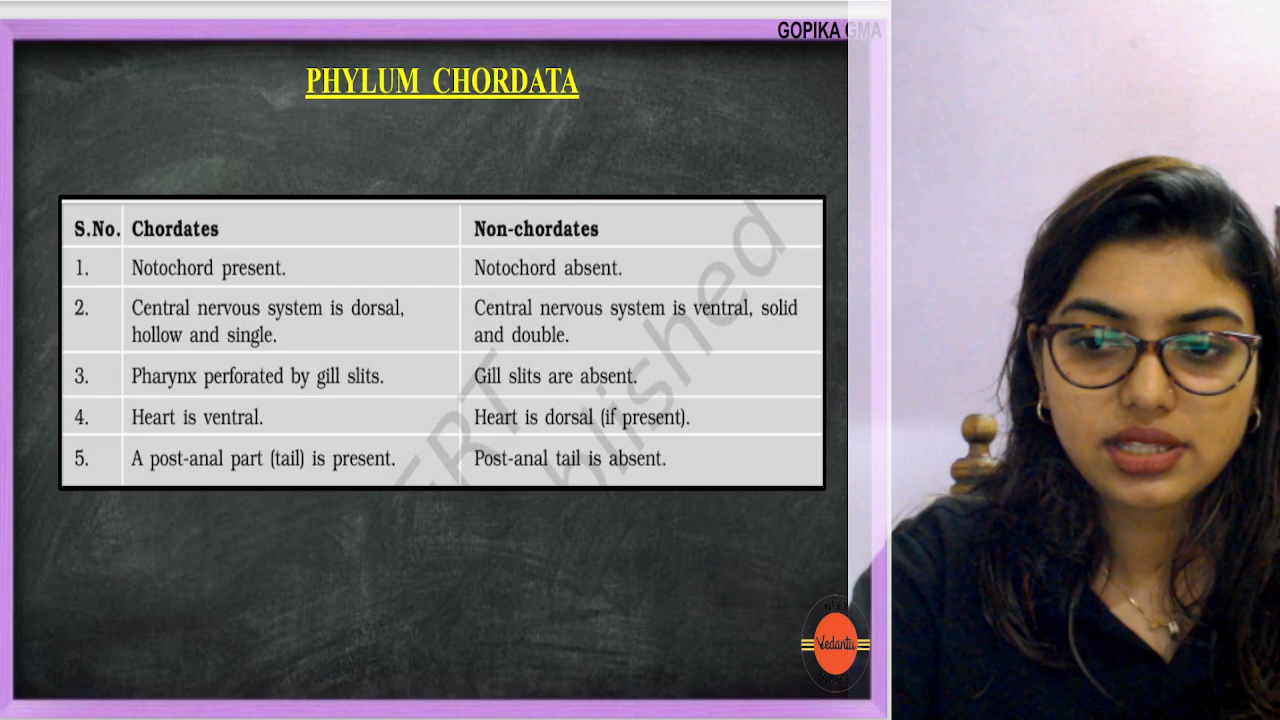 GOPIKA GMA
PHYLUM CHORDATA
S.No. Chordates Non-chordates
1. Notochord present. Notochord absent.
2. Central nervous system is dorsal, Central nervous system is ventral, solid
hollow and single. and double.
3. Pharynx perforated by gill slits. Gill slits are absent.
4. Heart is ventral. Heart is dorsal (if present).
5. A post-anal part (tail) is present. Post-anal tail is absent.
Vedantu